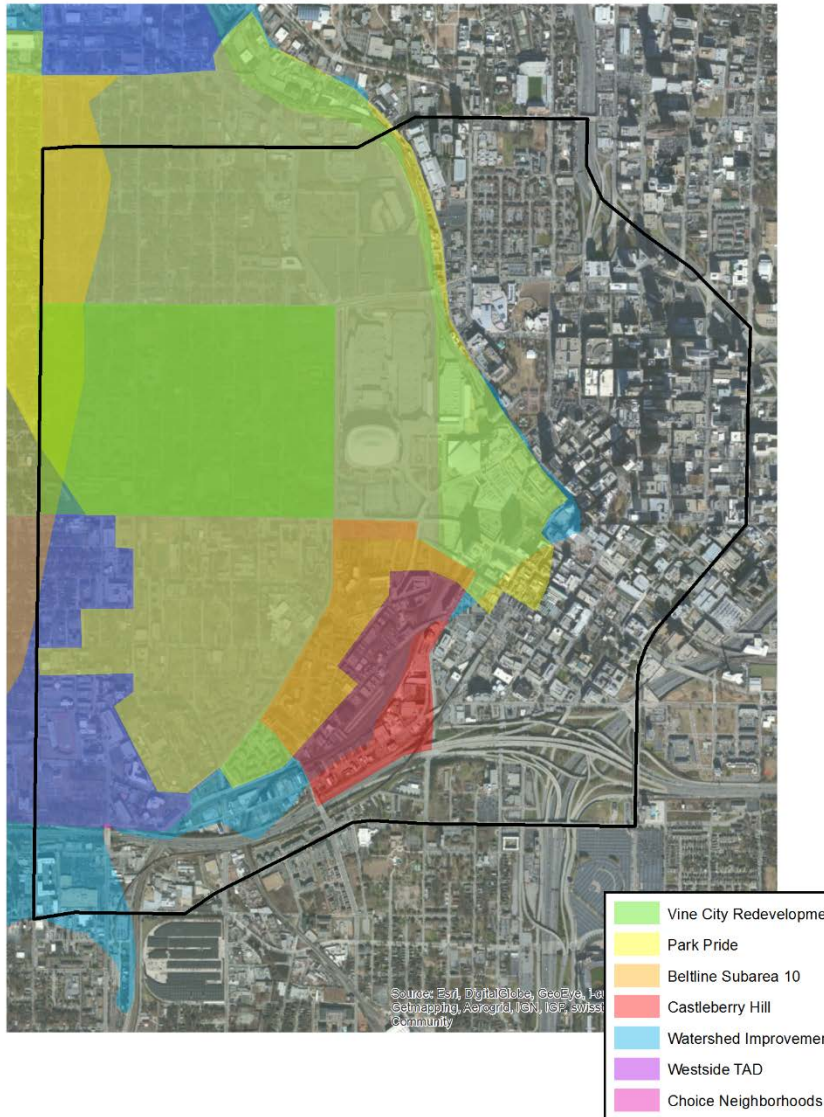 Source: Esri, DigitalGlobe, GeoEye, i-cu
Getmapping, Aerogrid, IGN, IGP, swisst
Community
Vine City Redevelopme
Park Pride
Beltline Subarea 10
Castleberry Hill
Watershed Improvemen
Westside TAD
Choice Neighborhoods